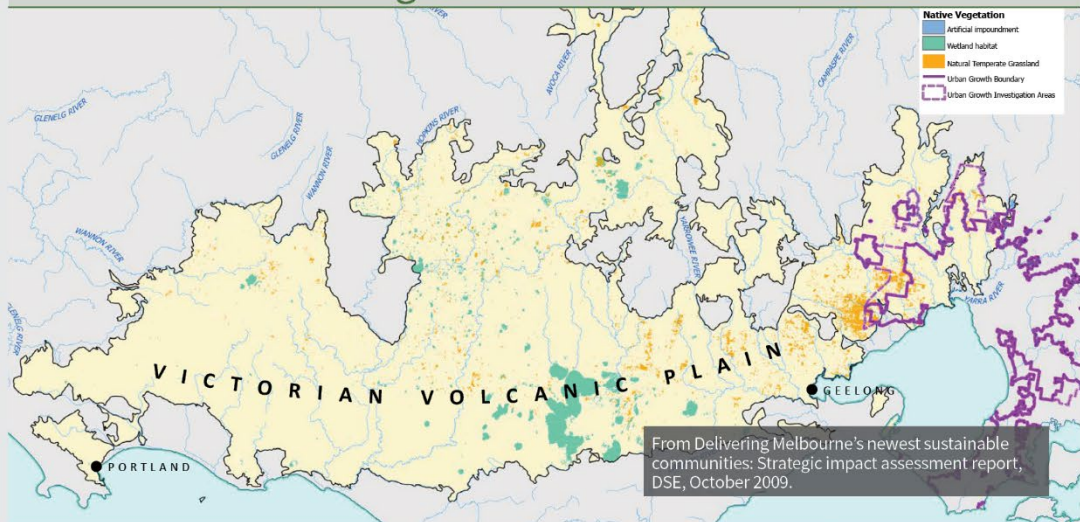 Native Vegetation
Artificial impoundment
Wetland habitat
Natural Temperate Grassland
Urban Growth Boundary
Urban Growth Investigation Areas
AVOCA RIVER
CAMPASPE RIVER
GLENELG RIVER
GLENELG RIVER
HOPKINS RIVER
WANNON RIVER
WANNON RIVER
YARROWEE RIVER
YARRA RIVER
VICTORIAN VOLCANIC PLAIN
GEELONG
PORTLAND
From Delivering Melbourne's newest sustainable
communities: Strategic impact assessment report,
DSE, October 2009.